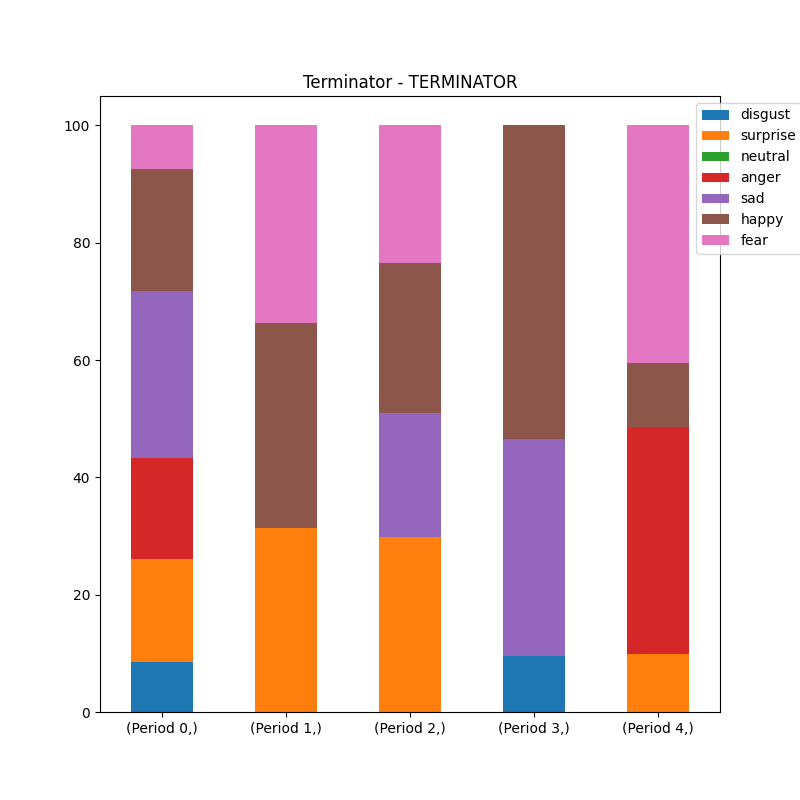 Terminator - TERMINATOR
100
80
60
40
20
0
(Period 0,)
(Period 1,)
(Period 2,)
(Period 3,)
(Period 4,)
disgust
surprise
neutral
anger
sad
happy
fear